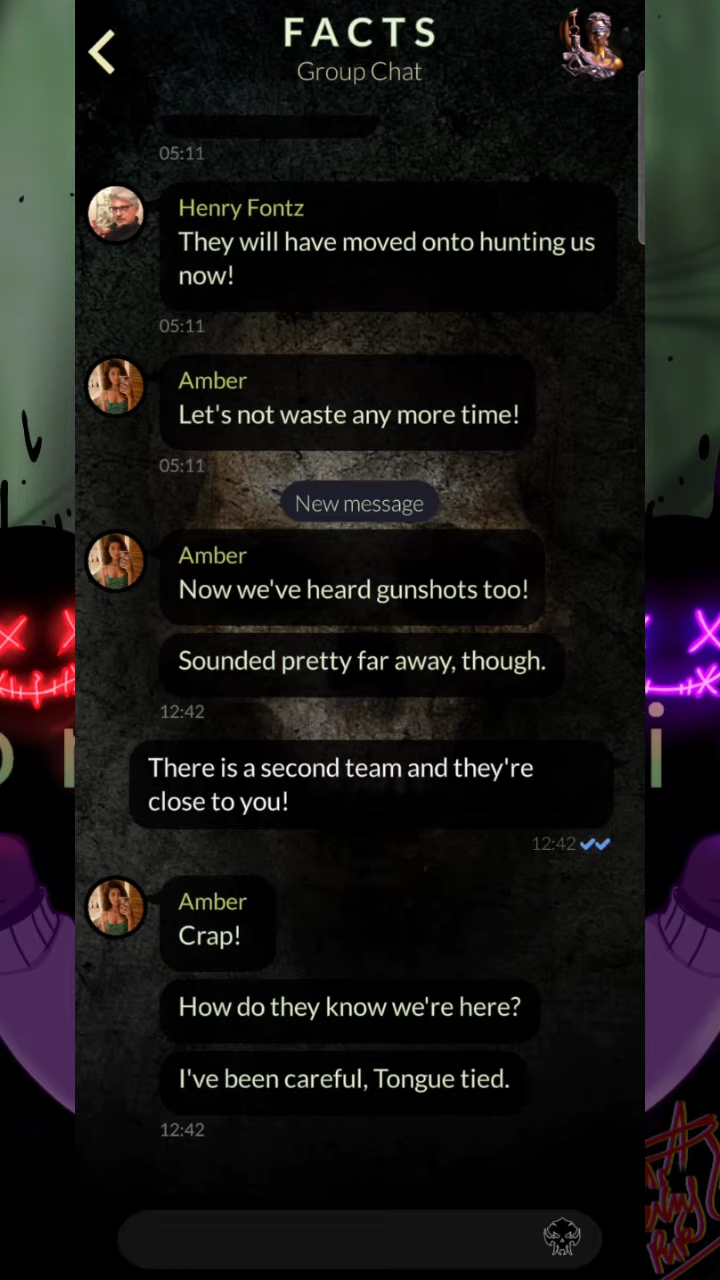 FACTS
Group Chat
05:11
Henry Fontz
They will have moved onto hunting us
now!
05:11
Amber
Let's not waste any more time!
05:11
New message
Amber
Now we've heard gunshots too!
Sounded pretty far away, though.
12:42
There is a second team and they're
close to you!
12:42
Amber
Crap!
How do they know we're here?
I've been careful, Tongue tied.
12:42